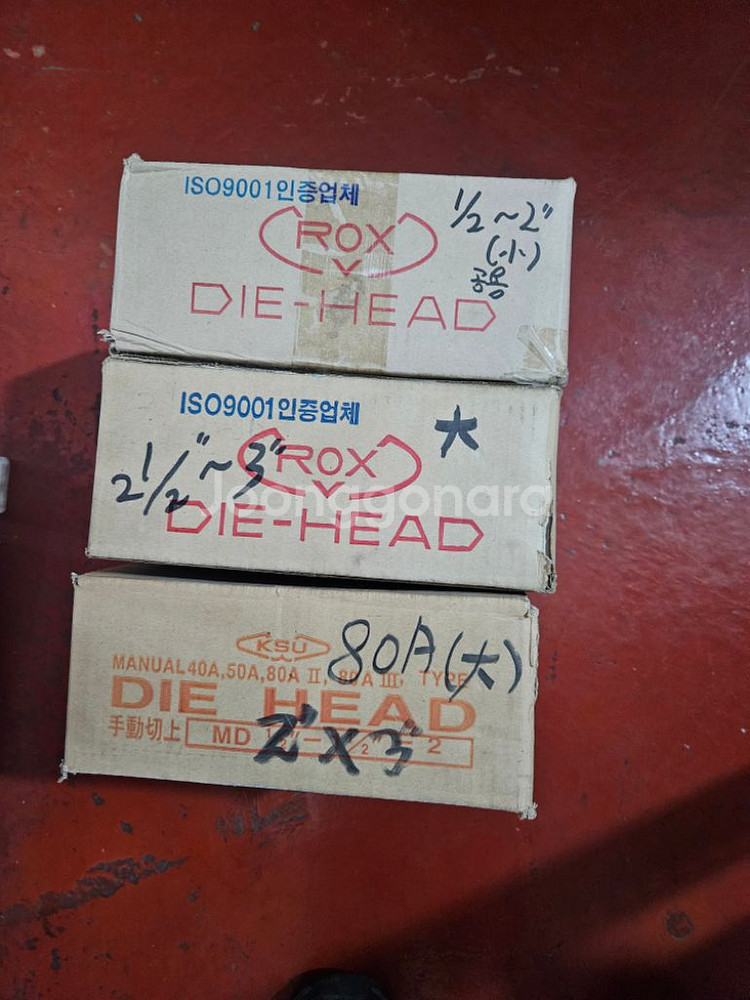 ISO9001인증업체
ROX
DIE-HEAD
1/2~2"
(小)
공용
ISO9001인증업체
ROX
DIE-HEAD
2 1/2"~3"
大
Joonggonara
KSU
MANUAL 40A, 50A, 80A II, 80A III, TYPE
DIE HEAD
手動切上
MD
2
80A(大)
2"X3"